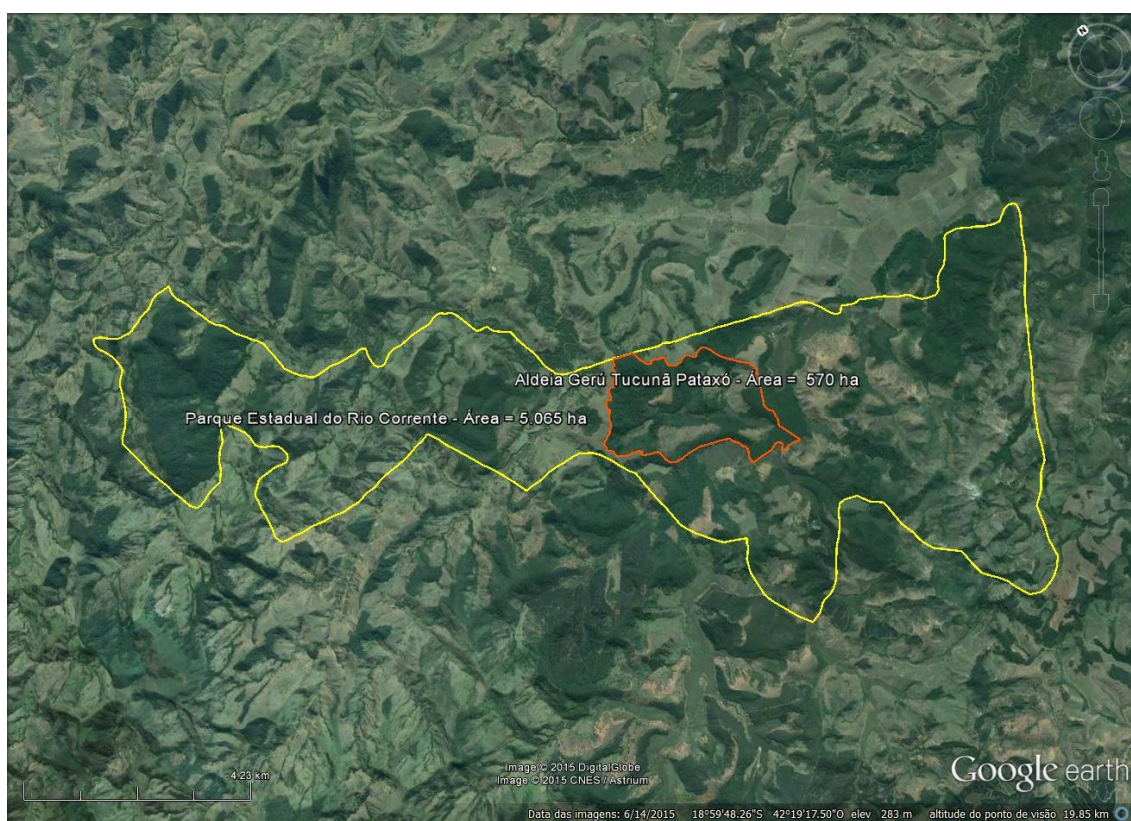 N
Aldeia Gerú Tucunã Pataxó - Área = 570 ha
Parque Estadual do Rio Corrente - Área = 5.065 ha
4.23 km
Image © 2015 DigitalGlobe
Image © 2015 CNES / Astrium
Google earth
Data das imagens: 6/14/2015 18°59'48.26"S 42°19'17.50"O elev 283 m altitude do ponto de visão 19.85 km